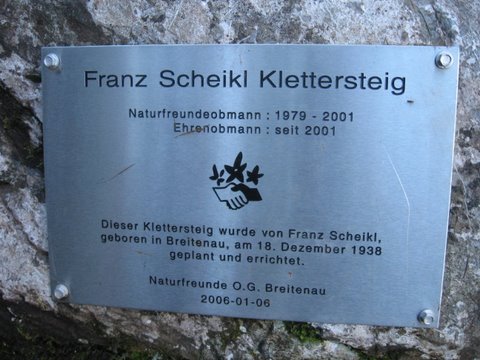 Franz Scheikl Klettersteig
Naturfreundeobmann : 1979 - 2001
Ehrenobmann : seit 2001
Dieser Klettersteig wurde von Franz Scheikl,
geboren in Breitenau, am 18. Dezember 1938
geplant und errichtet.
Naturfreunde O.G. Breitenau
2006-01-06